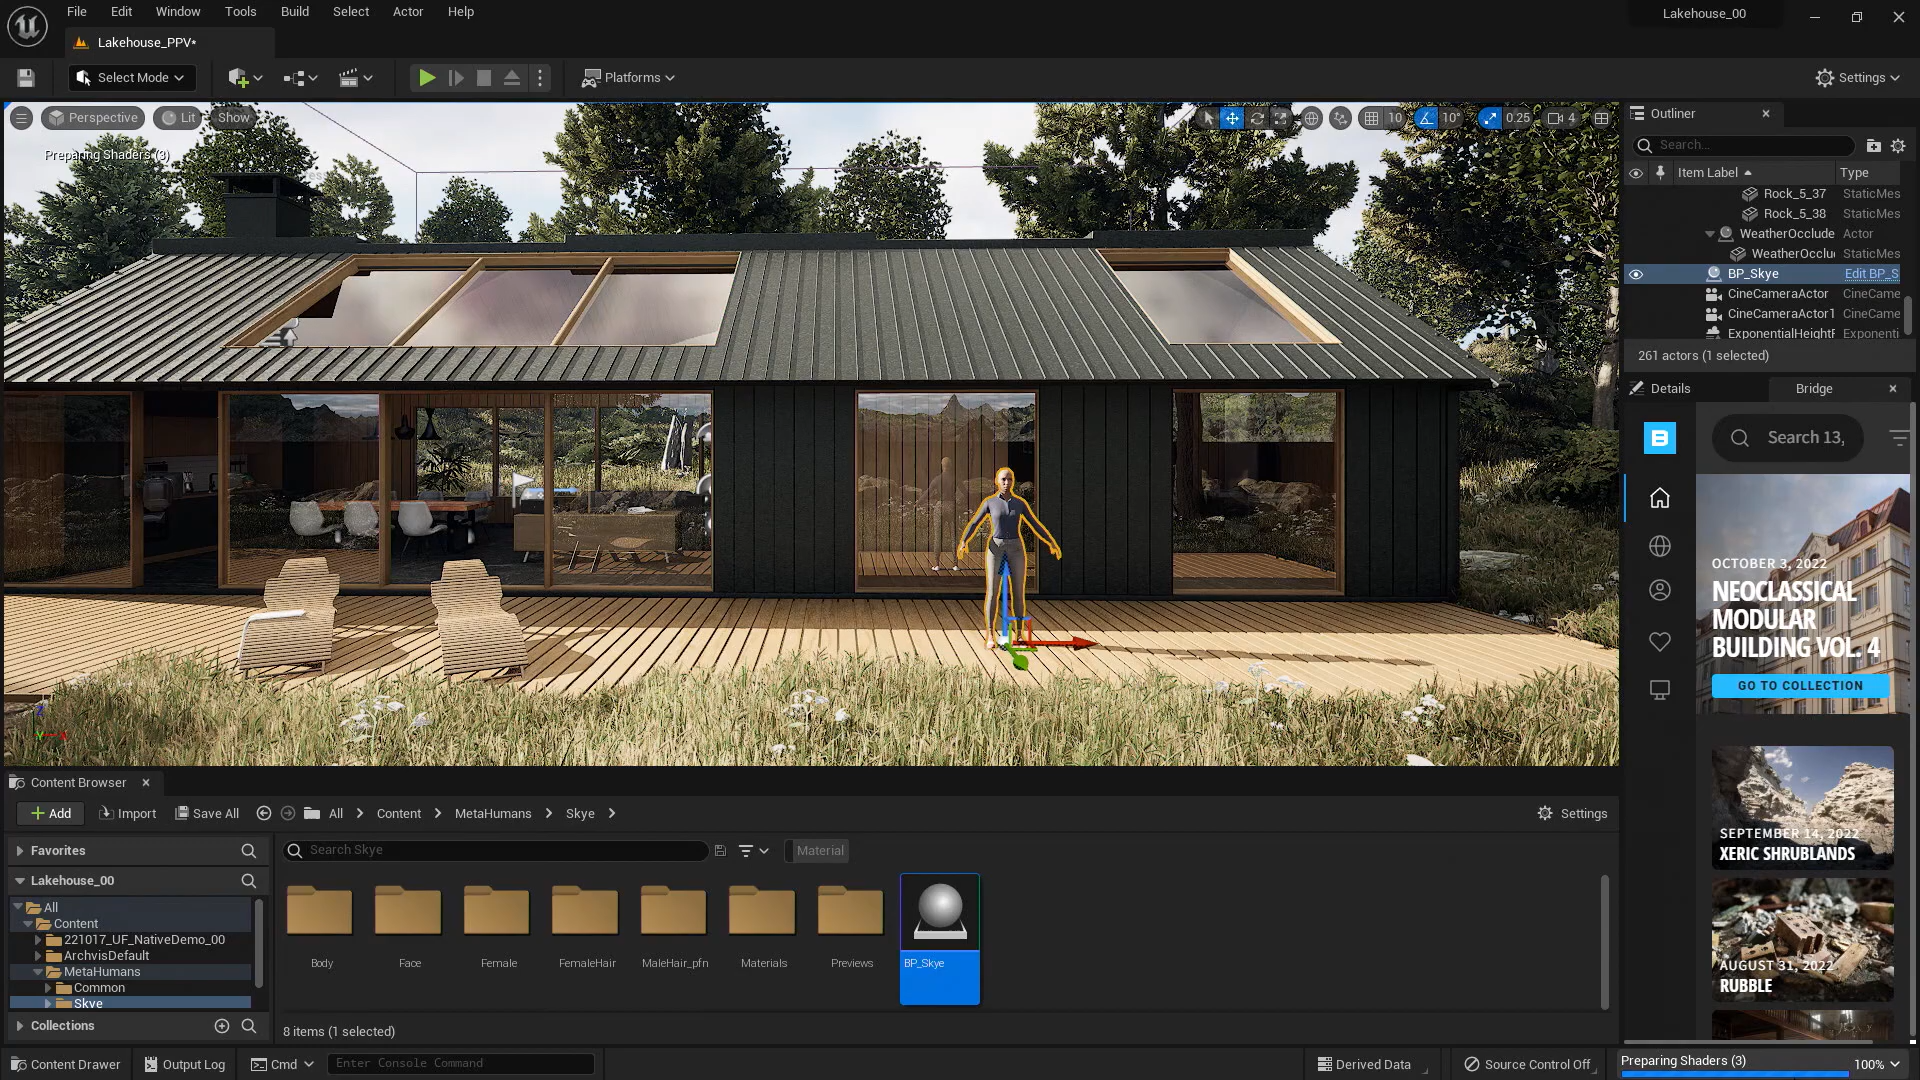 File Edit Window Tools Build Select Actor Help
Lakehouse_00
Lakehouse_PPV*
Select Mode
Platforms
Settings
Perspective Lit Show
10 10° 0.25 4
Preparing Shaders (3)
Outliner
Search...
Item Label Type
Rock_5_37 StaticMes
Rock_5_38 StaticMes
WeatherOcclude Actor
WeatherOcclu StaticMes
BP_Skye Edit BP_S
CineCameraActor CineCame
CineCameraActor1 CineCame
ExponentialHeightF Exponenti
261 actors (1 selected)
Details Bridge
Search 13,
OCTOBER 3, 2022
NEOCLASSICAL
MODULAR
BUILDING VOL. 4
GO TO COLLECTION
SEPTEMBER 14, 2022
XERIC SHRUBLANDS
AUGUST 31, 2022
RUBBLE
Content Browser
Add Import Save All All Content MetaHumans Skye Settings
Favorites
Lakehouse_00
All
Content
221017_UF_NativeDemo_00
ArchvisDefault
MetaHumans
Common
Skye
Collections
Search Skye Material
Body Face Female FemaleHair MaleHair_pfn Materials Previews BP_Skye
8 items (1 selected)
Content Drawer Output Log Cmd Enter Console Command Derived Data Source Control Off Preparing Shaders (3) 100%